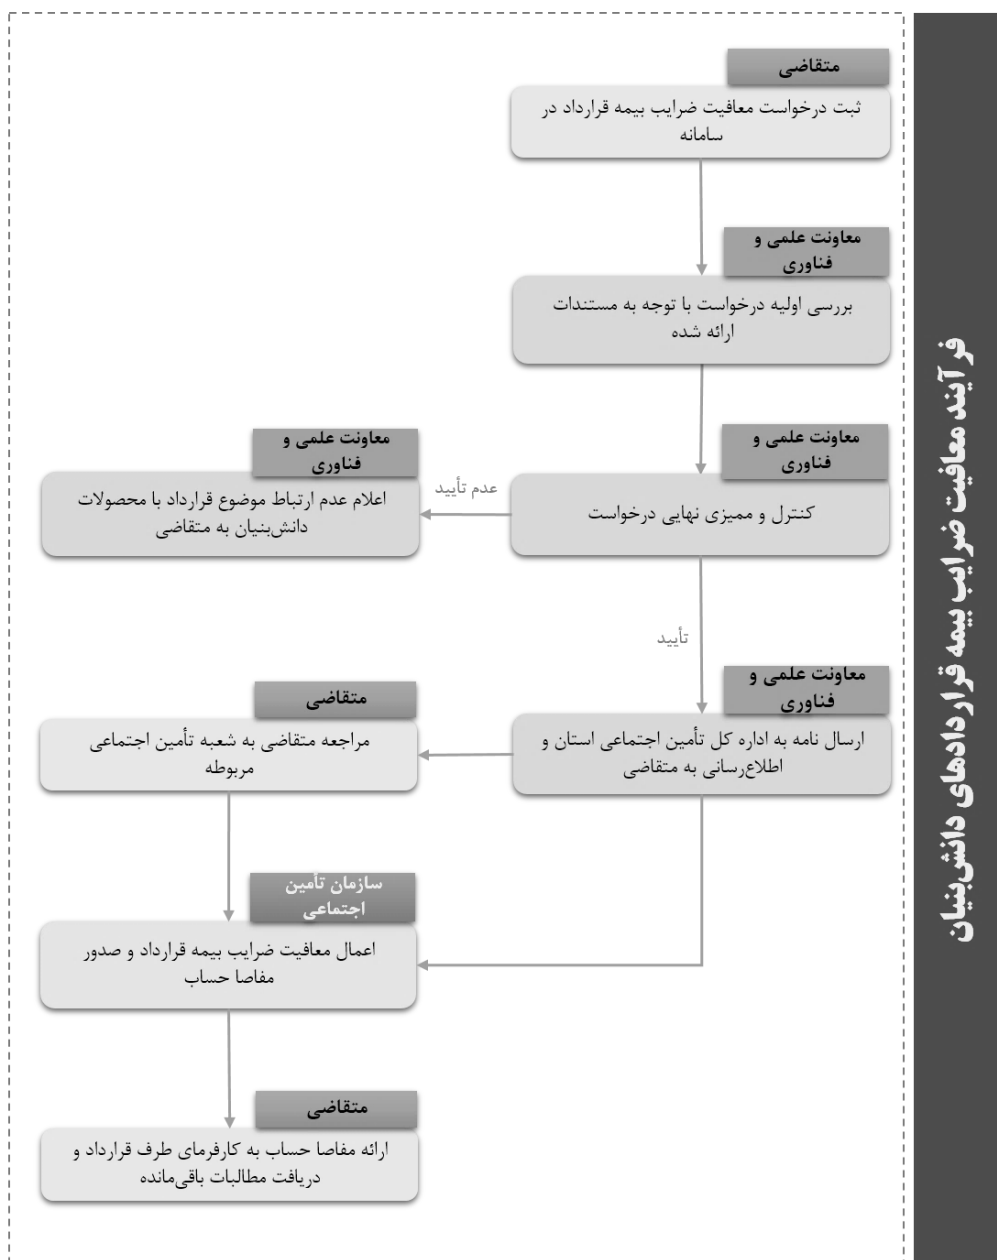 فرآیند معافیت ضرایب بیمه قراردادهای دانش‌بنیان
متقاضی
ثبت درخواست معافیت ضرایب بیمه قرارداد در
سامانه
معاونت علمی و
فناوری
بررسی اولیه درخواست با توجه به مستندات
ارائه شده
معاونت علمی و
فناوری
کنترل و ممیزی نهایی درخواست
عدم تأیید
معاونت علمی و
فناوری
اعلام عدم ارتباط موضوع قرارداد با محصولات
دانش‌بنیان به متقاضی
تأیید
معاونت علمی و
فناوری
ارسال نامه به اداره کل تأمین اجتماعی استان و
اطلاع‌رسانی به متقاضی
متقاضی
مراجعه متقاضی به شعبه تأمین اجتماعی
مربوطه
سازمان تأمین
اجتماعی
اعمال معافیت ضرایب بیمه قرارداد و صدور
مفاصا حساب
متقاضی
ارائه مفاصا حساب به کارفرمای طرف قرارداد و
دریافت مطالبات باقی‌مانده